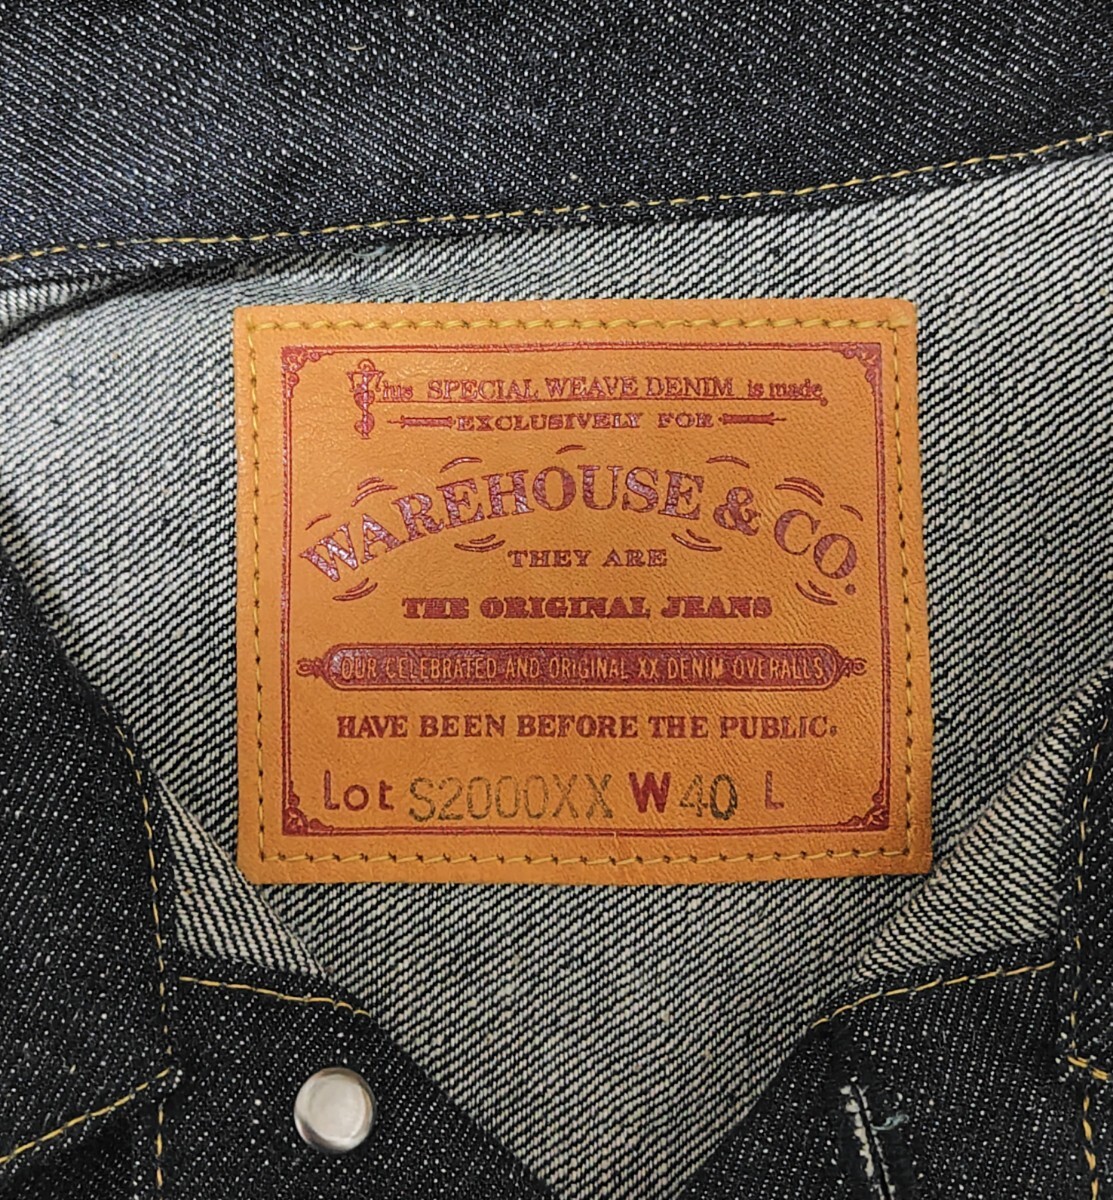 This SPECIAL WEAVE DENIM is made
EXCLUSIVELY FOR
WAREHOUSE & CO.
THEY ARE
THE ORIGINAL JEANS
OUR CELEBRATED AND ORIGINAL XX DENIM OVERALLS
HAVE BEEN BEFORE THE PUBLIC.
Lot S2000XX W 40 L